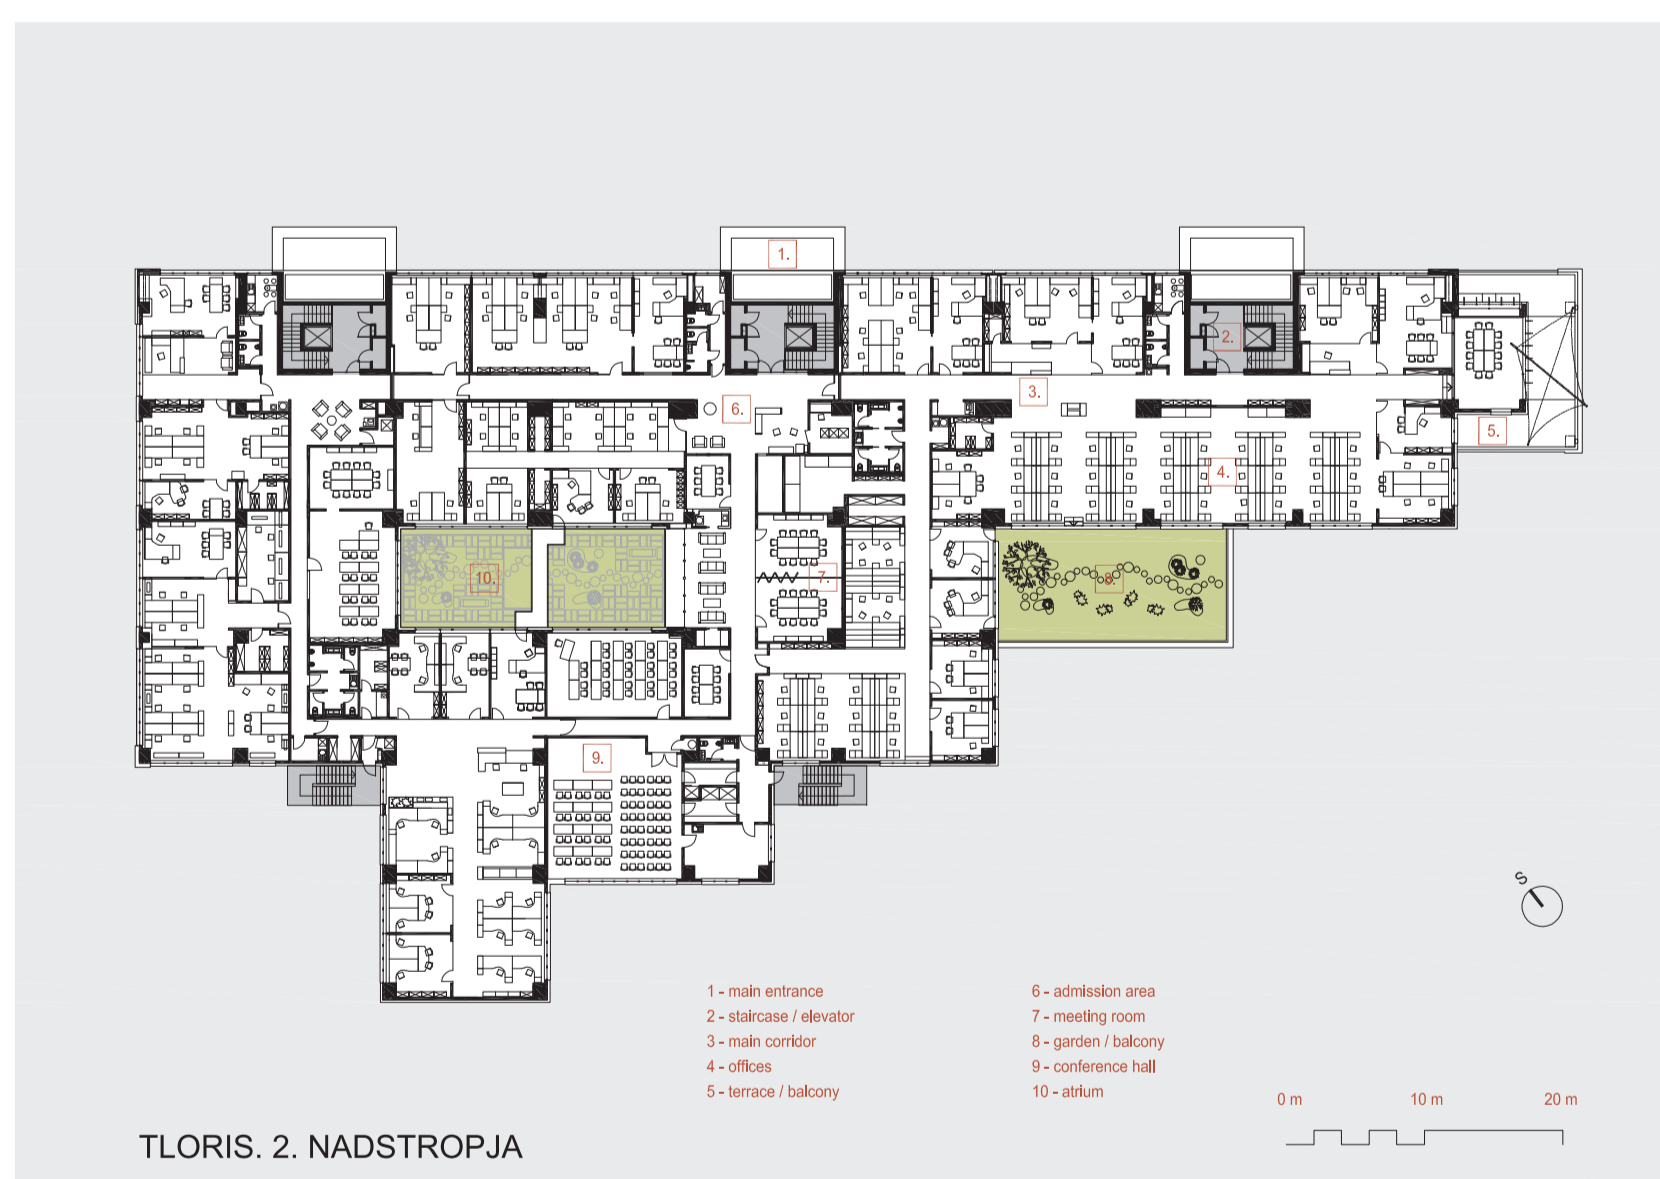 1.
2.
3.
6.
5.
4.
10.
7.
8.
9.
S
1 - main entrance
2 - staircase / elevator
3 - main corridor
4 - offices
5 - terrace / balcony
6 - admission area
7 - meeting room
8 - garden / balcony
9 - conference hall
10 - atrium
0 m 10 m 20 m
TLORIS. 2. NADSTROPJA